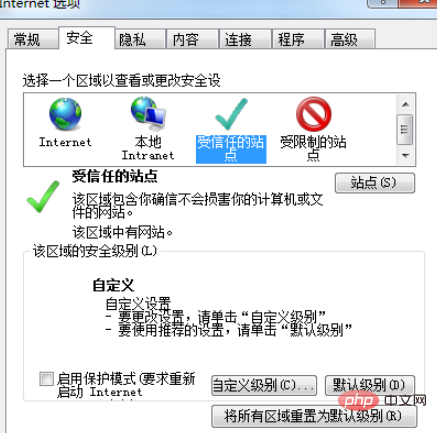 Internet 选项
常规 安全 隐私 内容 连接 程序 高级
选择一个区域以查看或更改安全设
Internet
本地 Intranet
受信任的站点
受限制的站点
受信任的站点
站点(S)
该区域包含你确信不会损害你的计算机或文
件的网站。
该区域中有网站。
该区域的安全级别(L)
自定义
自定义设置
- 要更改设置，请单击“自定义级别”
- 要使用推荐的设置，请单击“默认级别”
启用保护模式(要求重新
启动 Internet
自定义级别(C)...
默认级别(D)
将所有区域重置为默认级别(R)
php 中文网